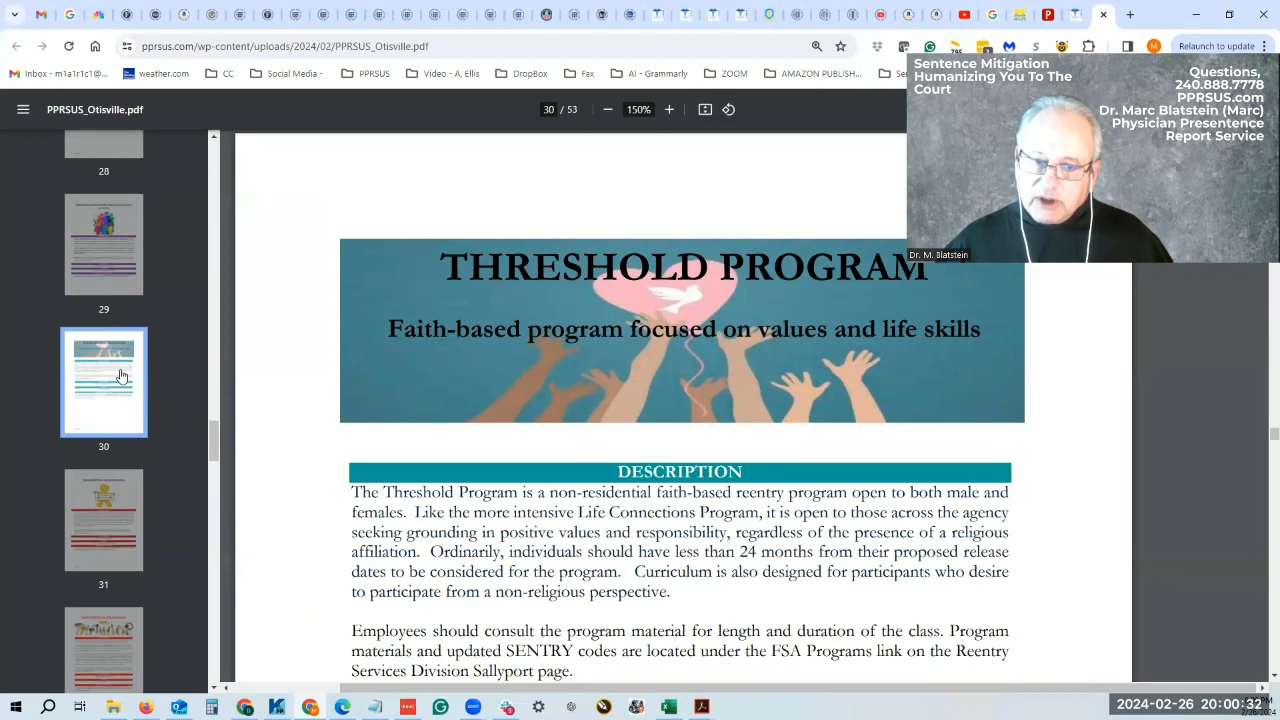 pprsus.com/wp-content/uploads/2024/02/PPRSUS_Otisville.pdf
Relaunch to update
Inbox - m1a1r1c1@...
weather.com
CC
Social Media -
PPRSUS
Video - A. Ellis
DropBox
Fax
AI - Grammarly
ZOOM
AMAZON PUBLISH...
PPRSUS_Otisville.pdf
30 / 53
150%
Sentence Mitigation
Humanizing You To The
Court
Questions,
240.888.7778
PPRSUS.com
Dr. Marc Blatstein (Marc)
Physician Presentence
Report Service
Dr. M. Blatstein
28
29
30
31
THRESHOLD PROGRAM
Faith-based program focused on values and life skills
DESCRIPTION
The Threshold Program is a non-residential faith-based reentry program open to both male and
females. Like the more intensive Life Connections Program, it is open to those across the agency
seeking grounding in positive values and responsibility, regardless of the presence of a religious
affiliation. Ordinarily, individuals should have less than 24 months from their proposed release
dates to be considered for the program. Curriculum is also designed for participants who desire
to participate from a non-religious perspective.
Employees should consult the program material for length and duration of the class. Program
materials and updated SENTRY codes are located under the FSA Programs link on the Reentry
Services Division Sallyport page.
2024-02-26 20:00:32